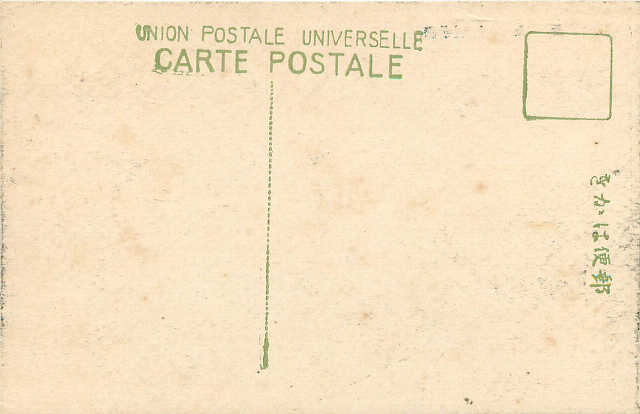 UNION POSTALE UNIVERSELLE
CARTE POSTALE
きかは便郵